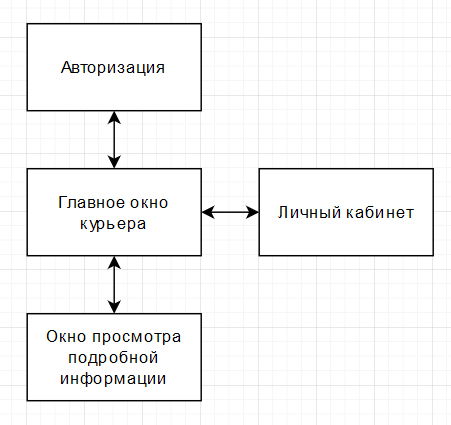 Авторизация
Главное окно
курьера
Личный кабинет
Окно просмотра
подробной
информации